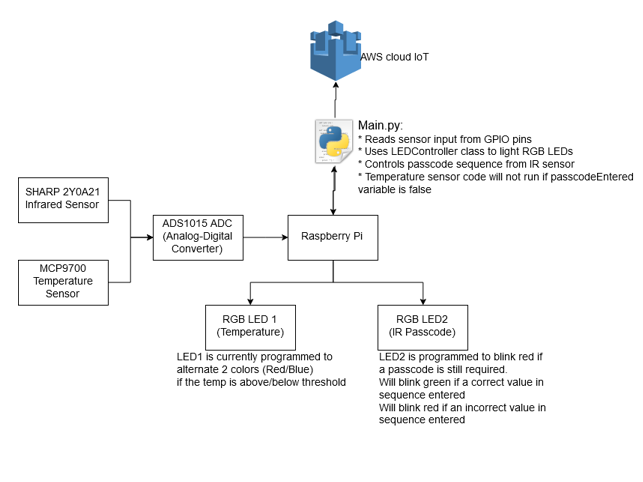 AWS cloud IoT
Main.py:
* Reads sensor input from GPIO pins
* Uses LEDController class to light RGB LEDs
* Controls passcode sequence from IR sensor
* Temperature sensor code will not run if passcodeEntered
variable is false
SHARP 2Y0A21
Infrared Sensor
ADS1015 ADC
(Analog-Digital
Converter)
Raspberry Pi
MCP9700
Temperature
Sensor
RGB LED 1
(Temperature)
LED1 is currently programmed to
alternate 2 colors (Red/Blue)
if the temp is above/below threshold
RGB LED2
(IR Passcode)
LED2 is programmed to blink red if
a passcode is still required.
Will blink green if a correct value in
sequence entered
Will blink red if an incorrect value in
sequence entered